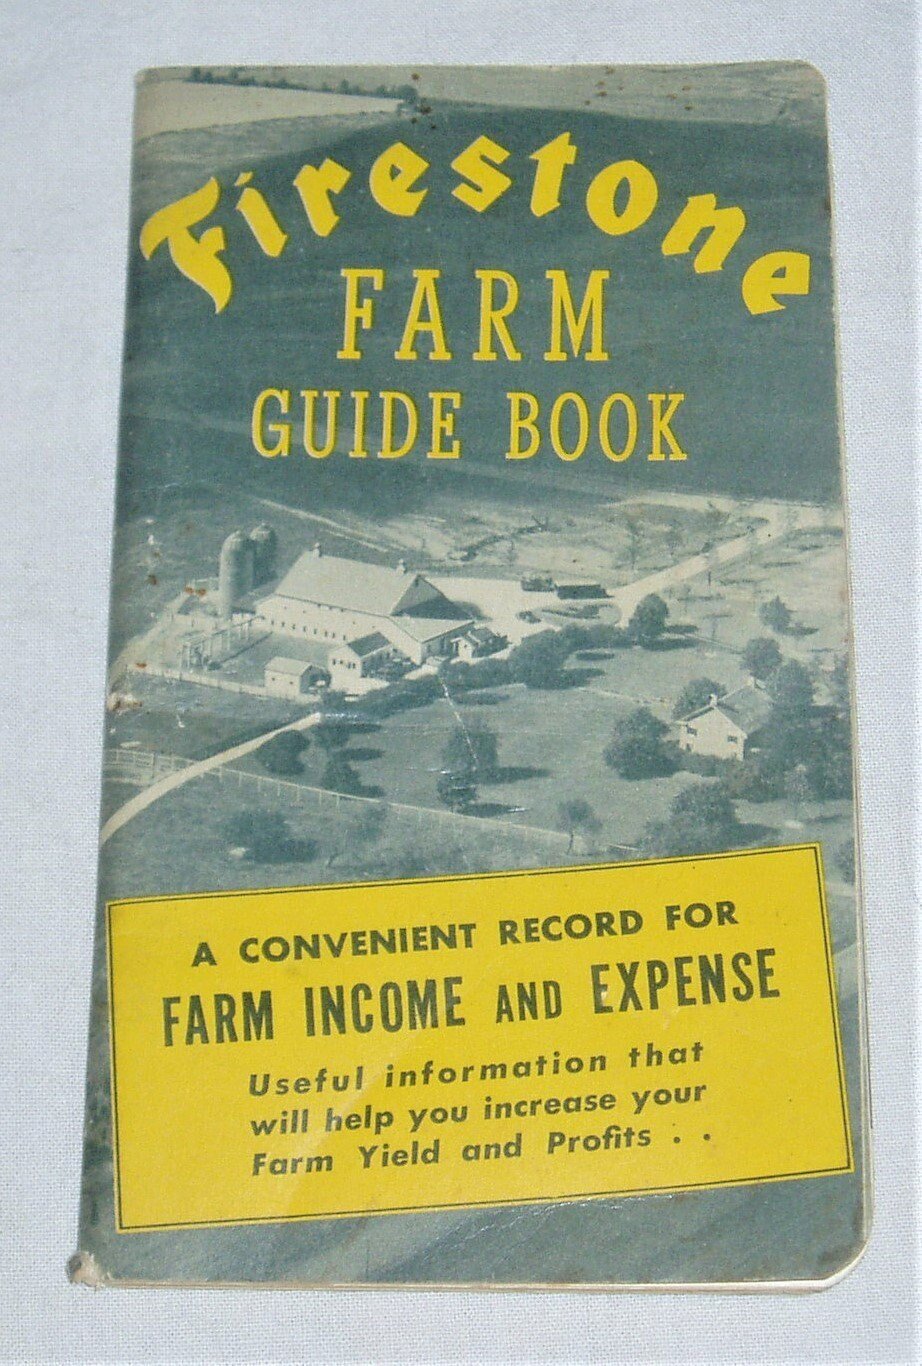 Firestone
FARM
GUIDE BOOK
A CONVENIENT RECORD FOR
FARM INCOME AND EXPENSE
Useful information that
will help you increase your
Farm Yield and Profits . .